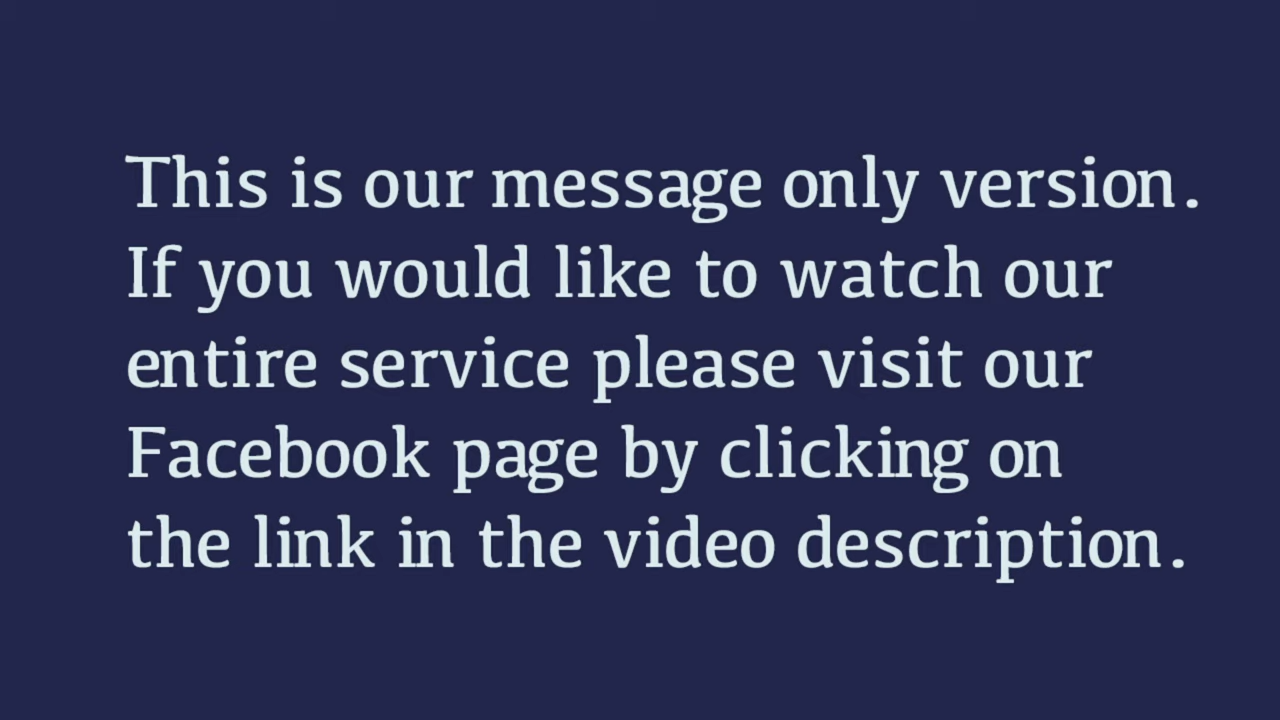 This is our message only version.
If you would like to watch our
entire service please visit our
Facebook page by clicking on
the link in the video description.